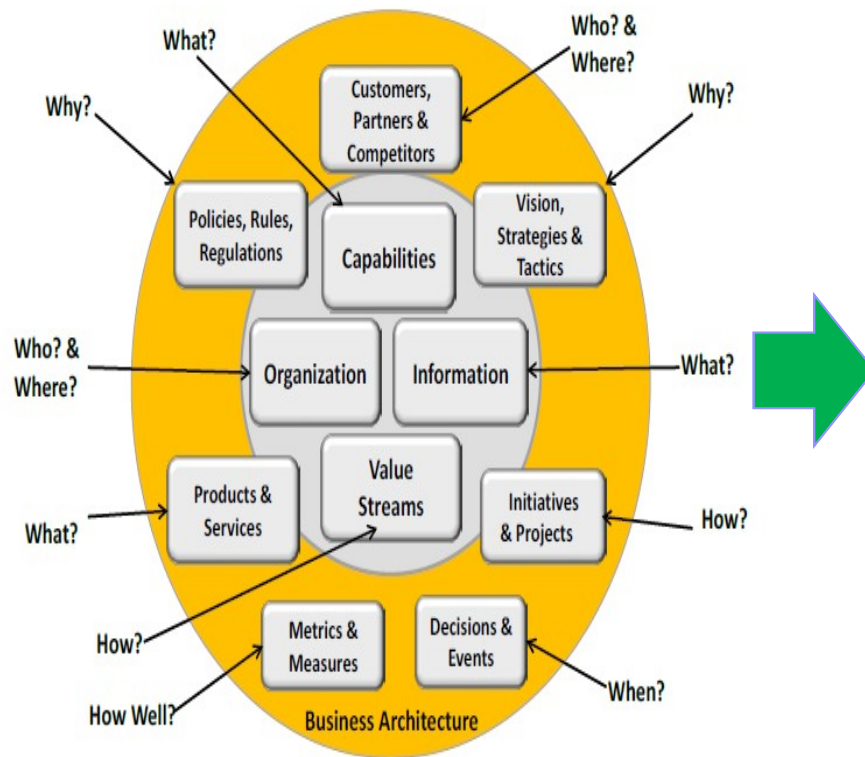 What?
Who? &
Where?
Customers,
Partners &
Competitors
Why?
Why?
Policies, Rules,
Regulations
Vision,
Strategies &
Tactics
Capabilities
Who? &
Where?
Organization
Information
What?
Value
Streams
Products &
Services
Initiatives
& Projects
What?
How?
How?
Metrics &
Measures
Decisions &
Events
When?
How Well?
Business Architecture